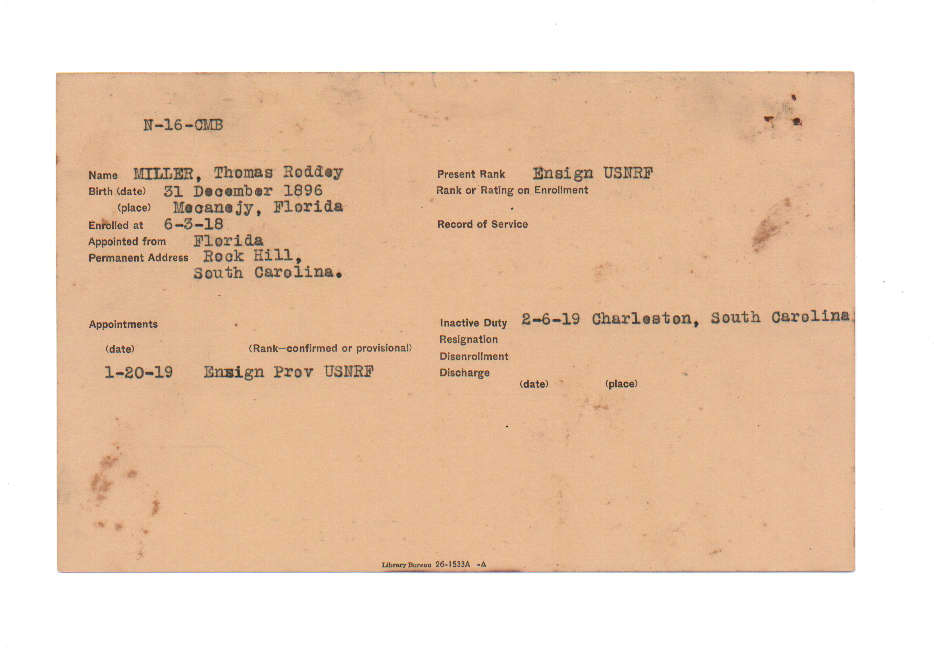 N-16-CMB
Name MILLER, Thomas Roddey
Birth (date) 31 December 1896
(place) Mecanejy, Florida
Enrolled at 6-3-18
Appointed from Florida
Permanent Address Rock Hill,
South Carolina.
Present Rank Ensign USNRF
Rank or Rating on Enrollment
Record of Service
Appointments
(date) (Rank—confirmed or provisional)
1-20-19 Ensign Prov USNRF
Inactive Duty 2-6-19 Charleston, South Carolina
Resignation
Disenrollment
Discharge
(date) (place)
Library Bureau 26-1533A -A